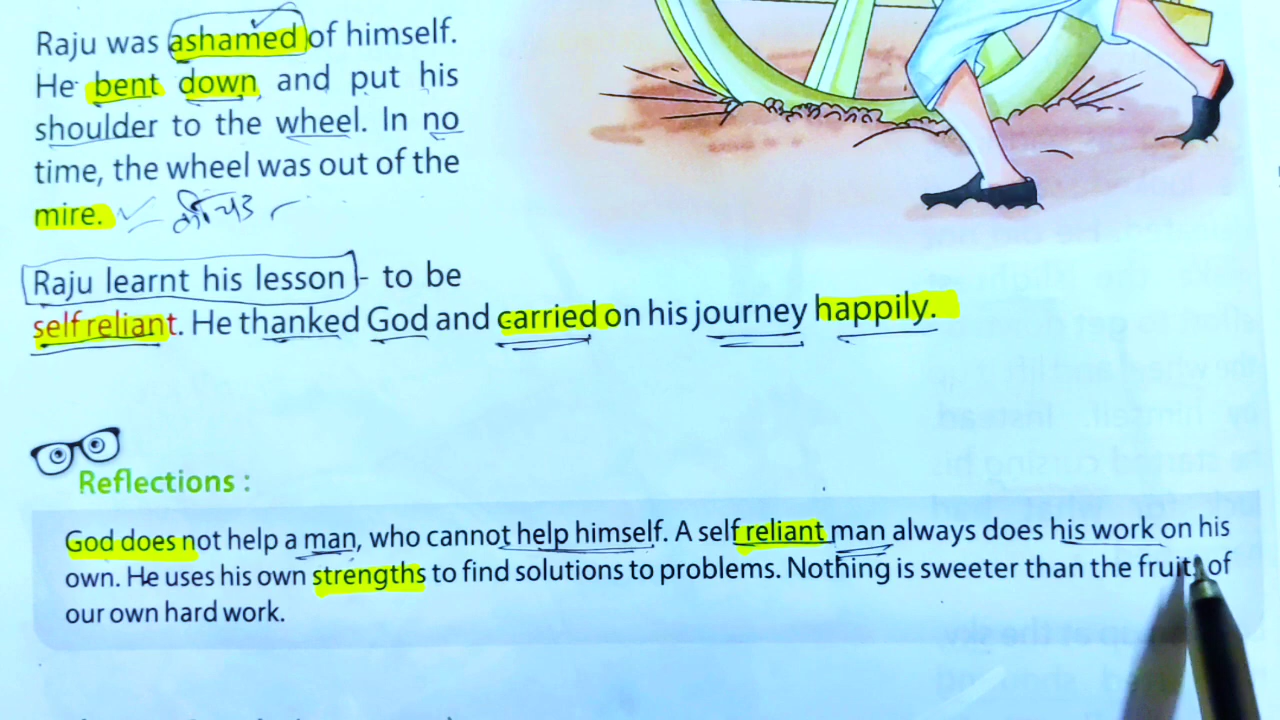 Raju was ashamed of himself.
He bent down and put his
shoulder to the wheel. In no
time, the wheel was out of the
mire.
Raju learnt his lesson - to be
self reliant. He thanked God and carried on his journey happily.
Reflections :
God does not help a man, who cannot help himself. A self reliant man always does his work on his
own. He uses his own strengths to find solutions to problems. Nothing is sweeter than the fruits of
our own hard work.